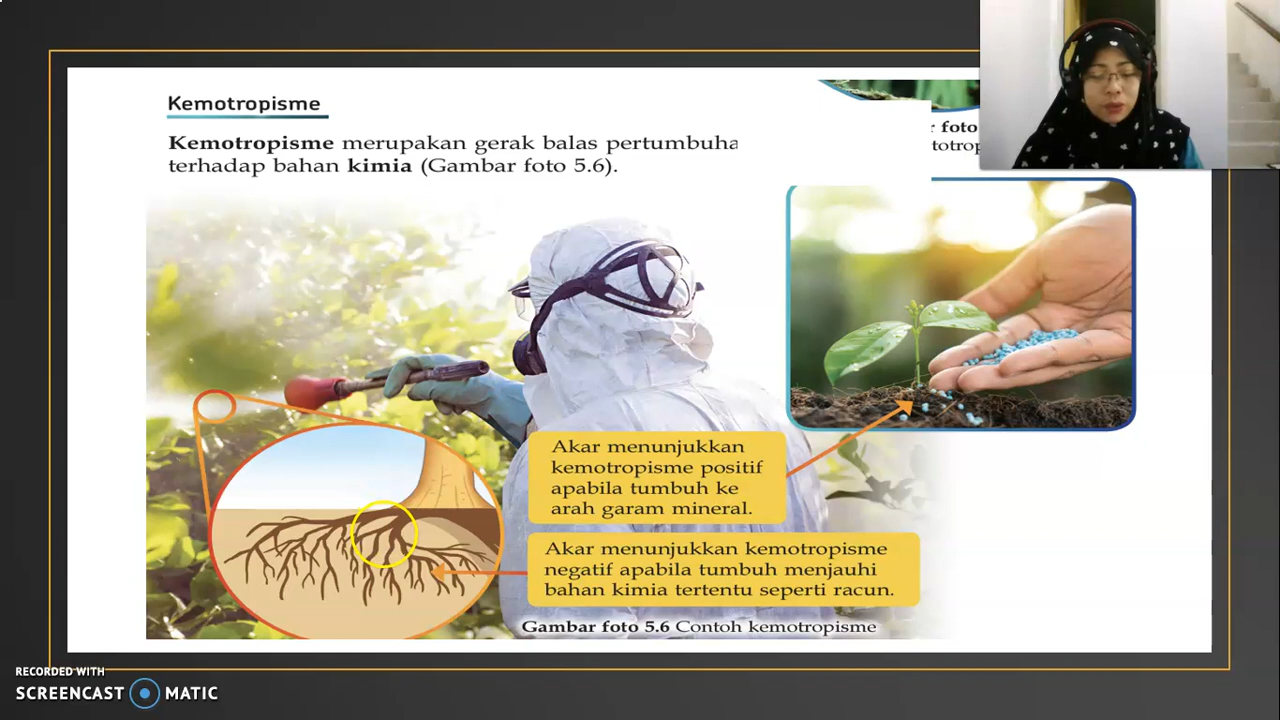 Kemotropisme
Kemotropisme merupakan gerak balas pertumbuha
terhadap bahan kimia (Gambar foto 5.6).
r foto
totrop
Akar menunjukkan
kemotropisme positif
apabila tumbuh ke
arah garam mineral.
Akar menunjukkan kemotropisme
negatif apabila tumbuh menjauhi
bahan kimia tertentu seperti racun.
Gambar foto 5.6 Contoh kemotropisme
RECORDED WITH
SCREENCAST MATIC